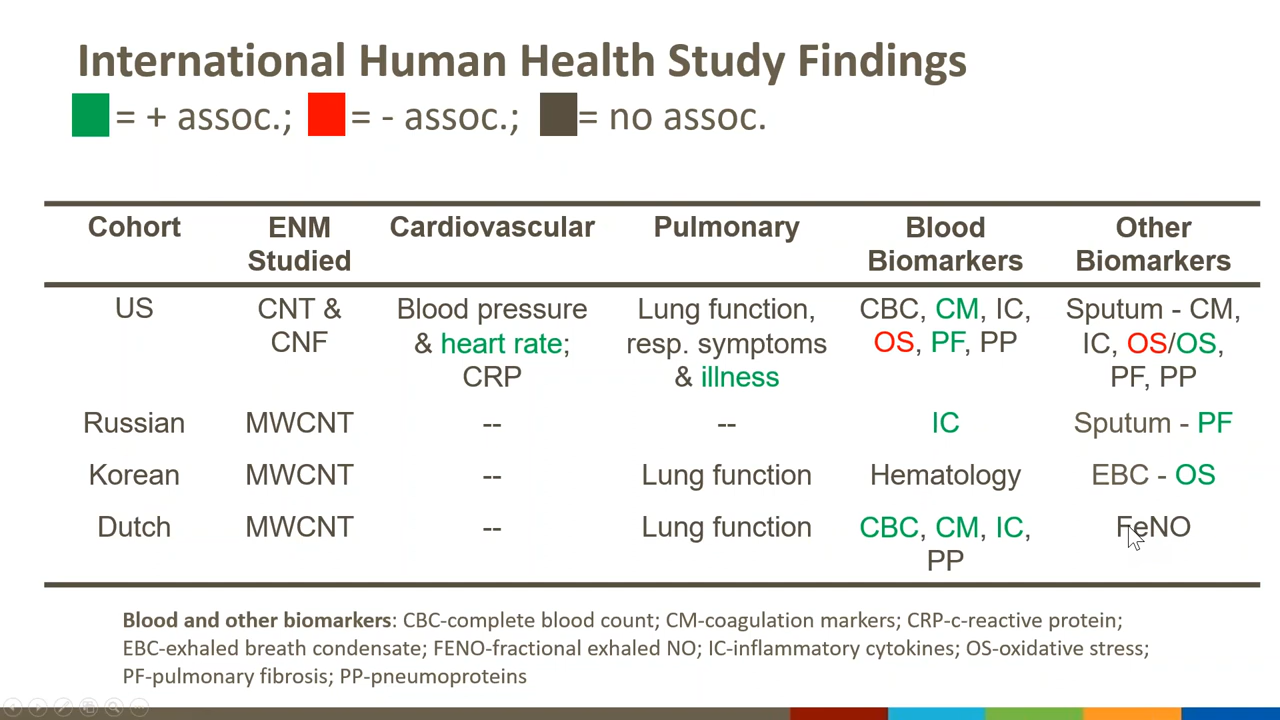 International Human Health Study Findings
= + assoc.; = - assoc.; = no assoc.
Cohort ENM Studied Cardiovascular Pulmonary Blood Biomarkers Other Biomarkers
US CNT & CNF Blood pressure & heart rate; CRP Lung function, resp. symptoms & illness CBC, CM, IC, OS, PF, PP Sputum - CM, IC, OS/OS, PF, PP
Russian MWCNT -- -- IC Sputum - PF
Korean MWCNT -- Lung function Hematology EBC - OS
Dutch MWCNT -- Lung function CBC, CM, IC, PP FeNO
Blood and other biomarkers: CBC-complete blood count; CM-coagulation markers; CRP-c-reactive protein;
EBC-exhaled breath condensate; FENO-fractional exhaled NO; IC-inflammatory cytokines; OS-oxidative stress;
PF-pulmonary fibrosis; PP-pneumoproteins